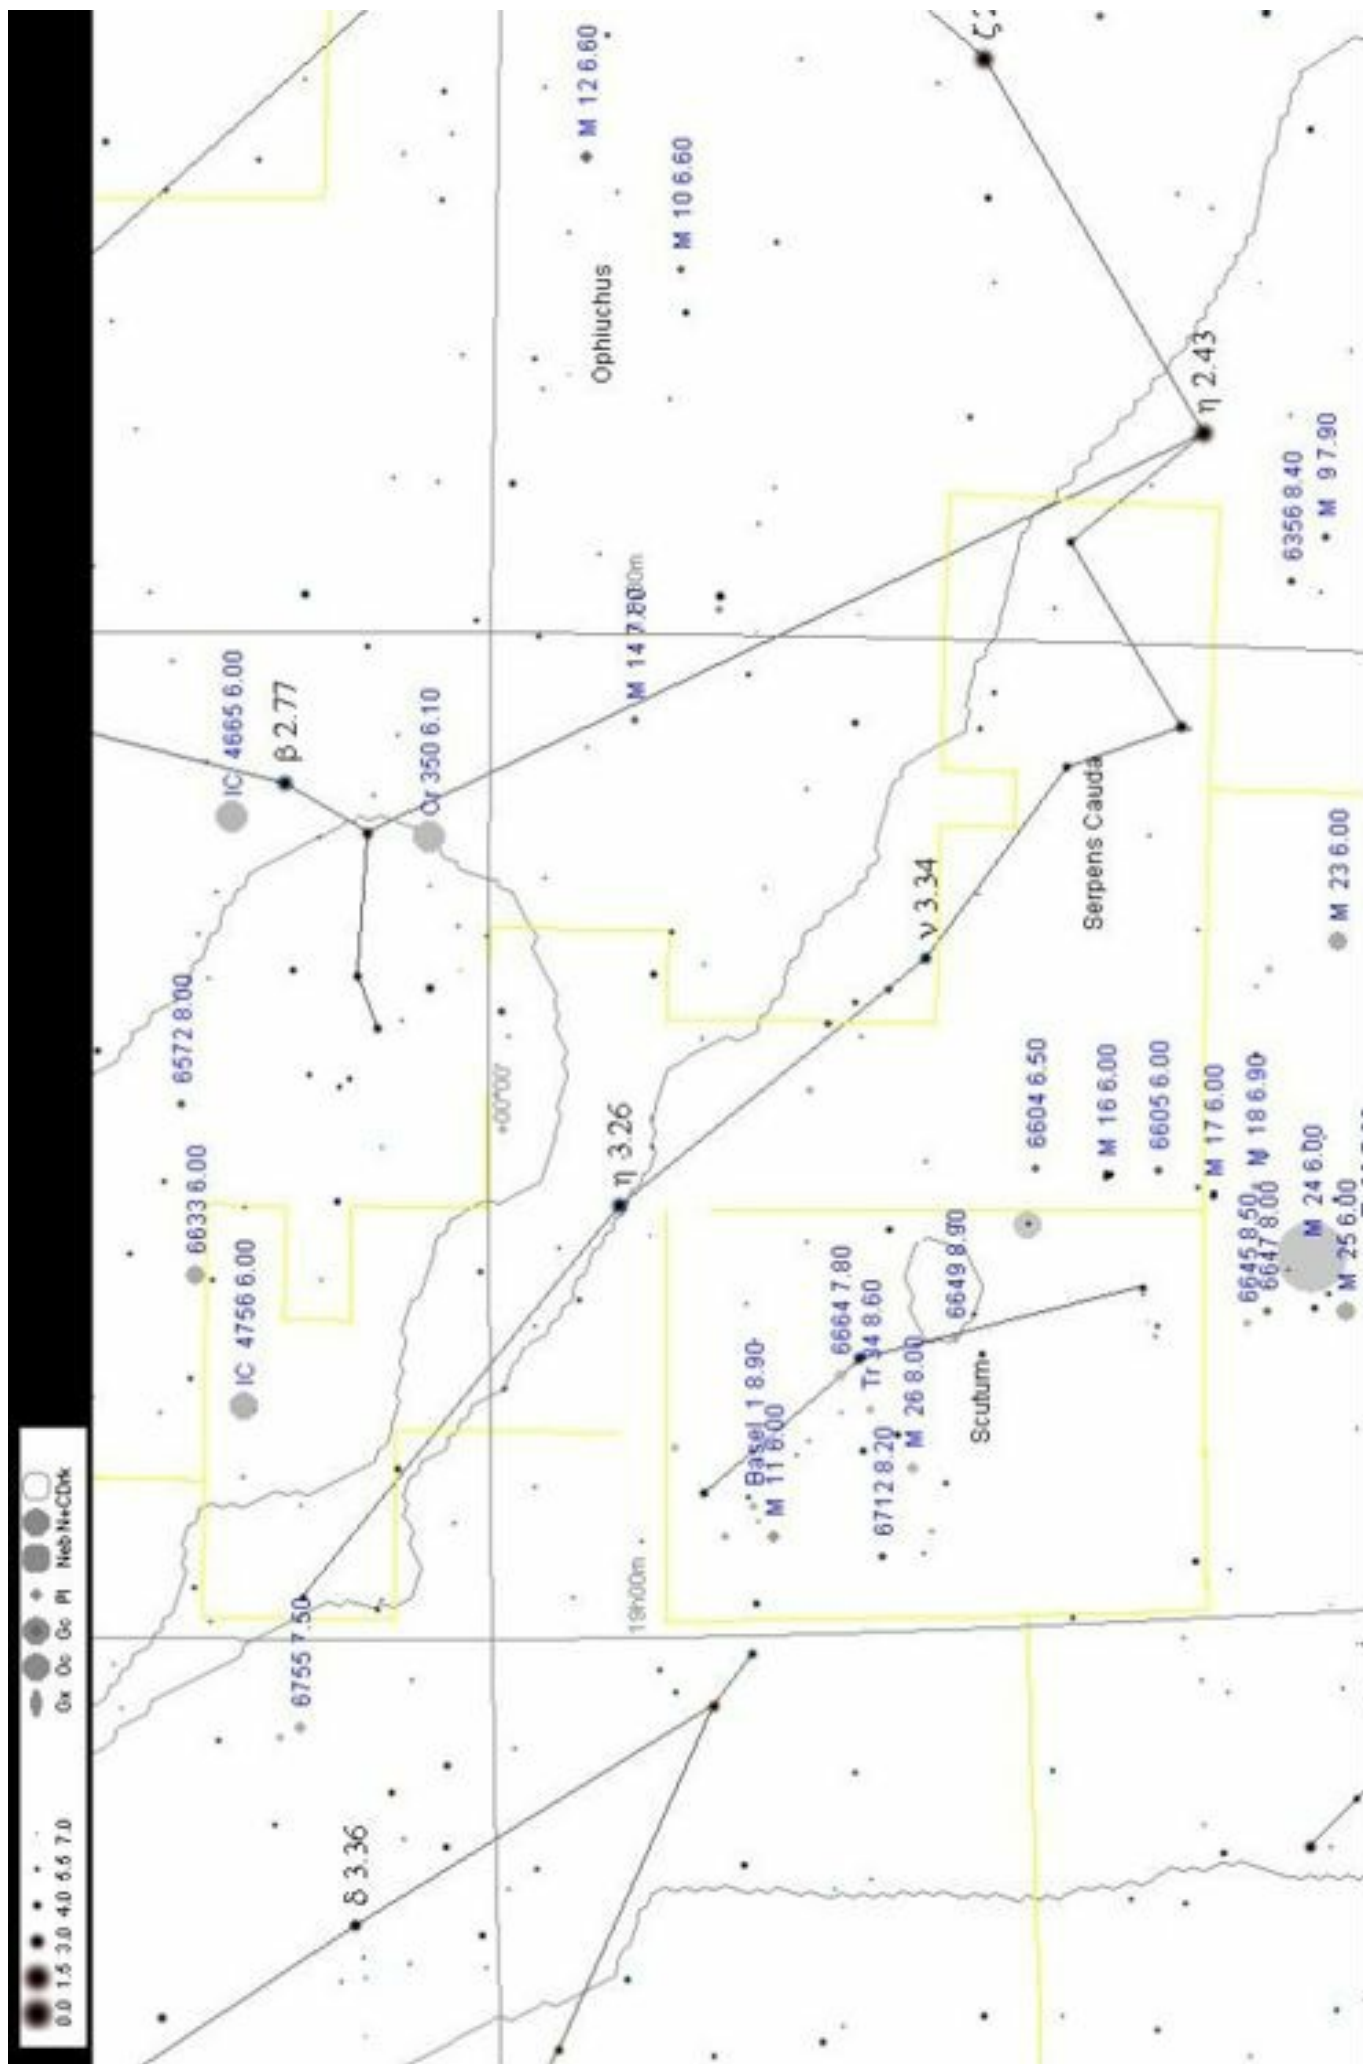 0.0 1.5 3.0 4.0 5.5 7.0
Gx Oc Gc Pl Neb N+C Drk
6572 8.00
6633 6.00
IC 4665 6.00
IC 4756 6.00
β 2.77
6755 7.50
δ 3.36
Cr 350 6.10
+00°00'
M 12 6.60
Ophiuchus
η 3.26
19h00m
M 14 7.80
M 10 6.60
Basel 1 8.90
M 11 6.00
6664 7.80
Tr 34 8.60
6712 8.20
M 26 8.00
ν 3.34
6649 8.90
Scutum
6604 6.50
Serpens Cauda
M 16 6.00
6605 6.00
η 2.43
M 17 6.00
6645 8.50
M 18 6.90
6647 8.00
6356 8.40
M 24 6.00
M 9 7.90
M 23 6.00
M 25 6.00